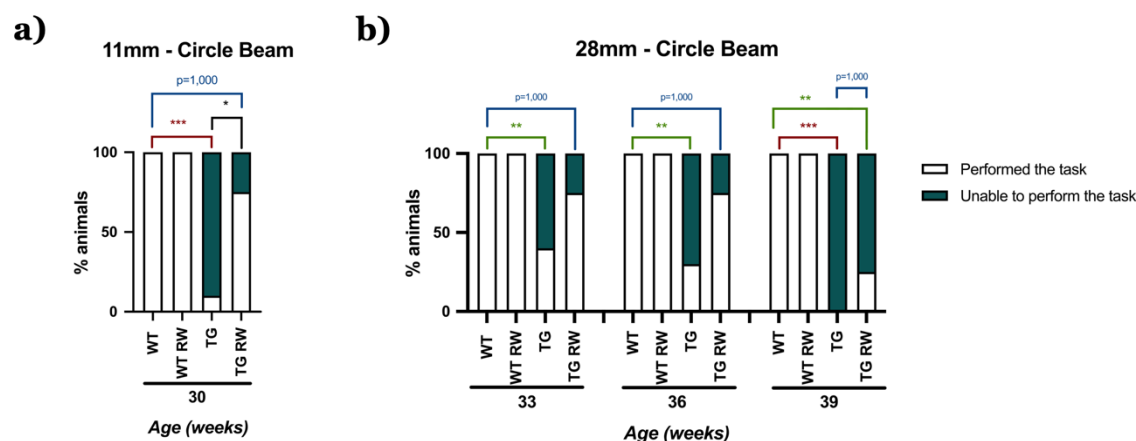 a)
11mm - Circle Beam
p=1,000
*
***
% animals
100
50
0
WT
WT RW
TG
TG RW
30
Age (weeks)
b)
28mm - Circle Beam
p=1,000
**
p=1,000
**
p=1,000
**
***
% animals
100
50
0
WT
WT RW
TG
TG RW
WT
WT RW
TG
TG RW
WT
WT RW
TG
TG RW
33
36
39
Age (weeks)
Performed the task
Unable to perform the task